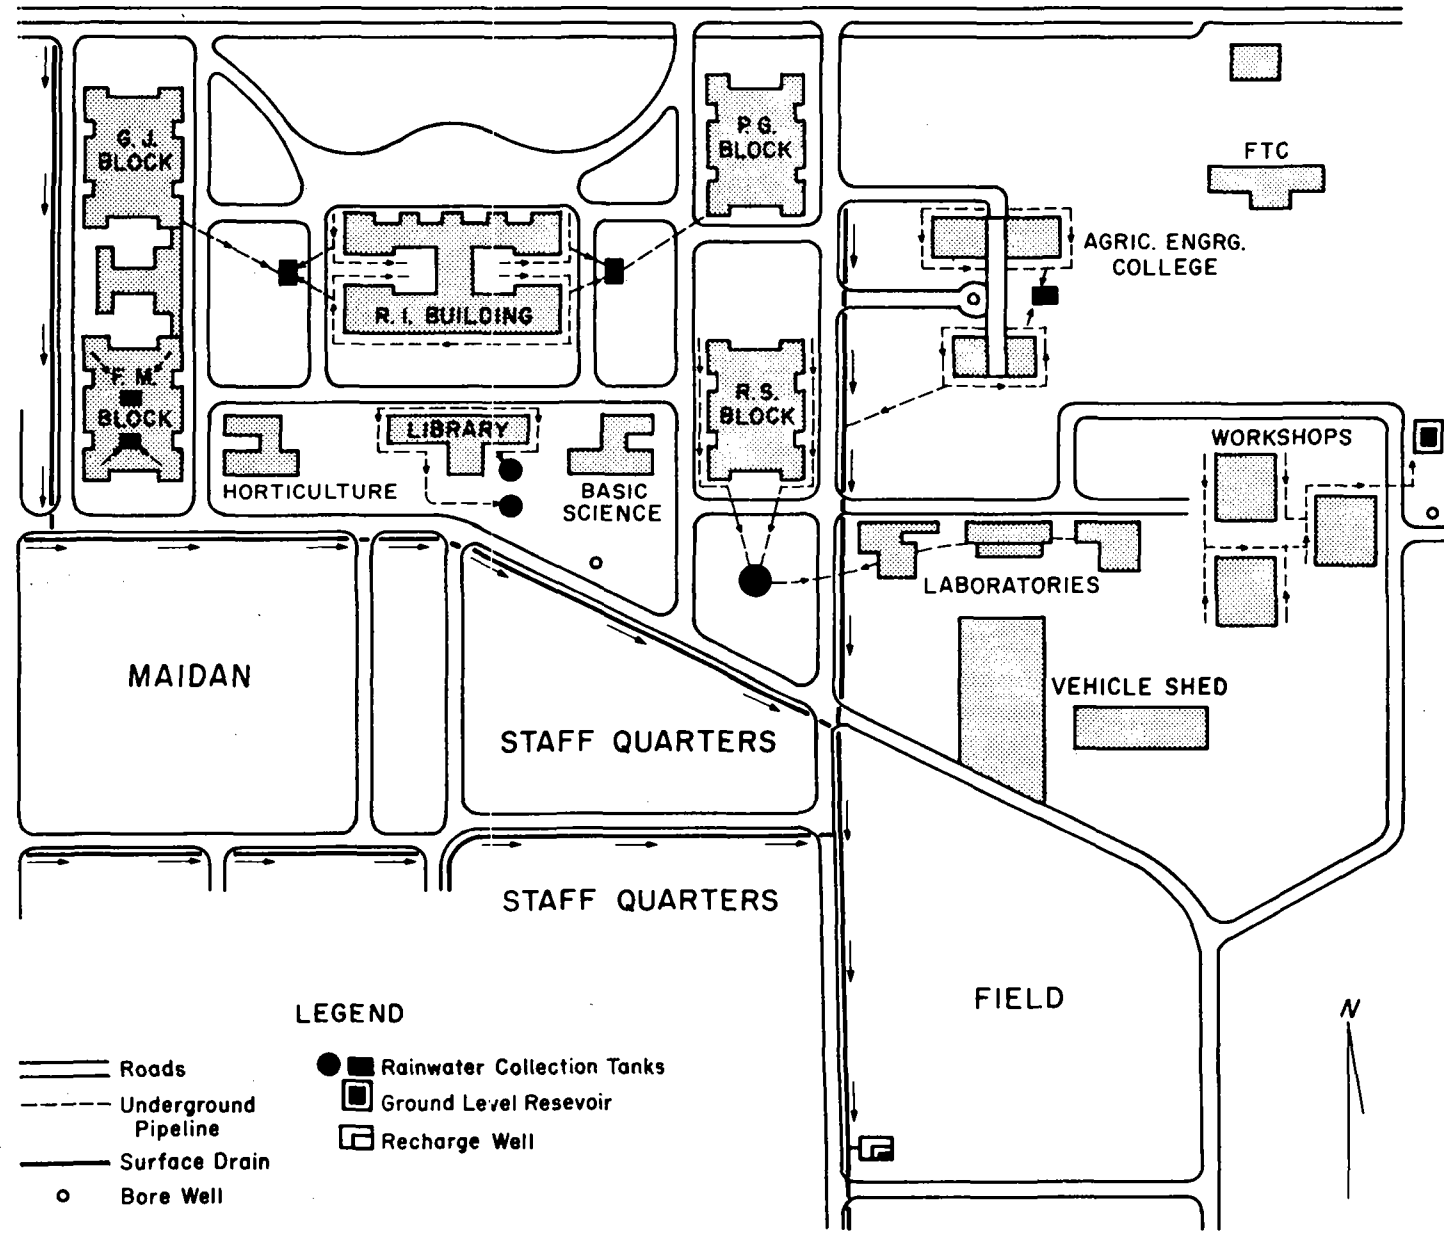 G. J.
BLOCK
P. G.
BLOCK
FTC
AGRIC. ENGRG.
COLLEGE
R. I. BUILDING
F. M.
BLOCK
R. S.
BLOCK
LIBRARY
WORKSHOPS
HORTICULTURE
BASIC
SCIENCE
LABORATORIES
MAIDAN
VEHICLE SHED
STAFF QUARTERS
STAFF QUARTERS
FIELD
N
LEGEND
Roads
Underground
Pipeline
Surface Drain
Bore Well
Rainwater Collection Tanks
Ground Level Resevoir
Recharge Well